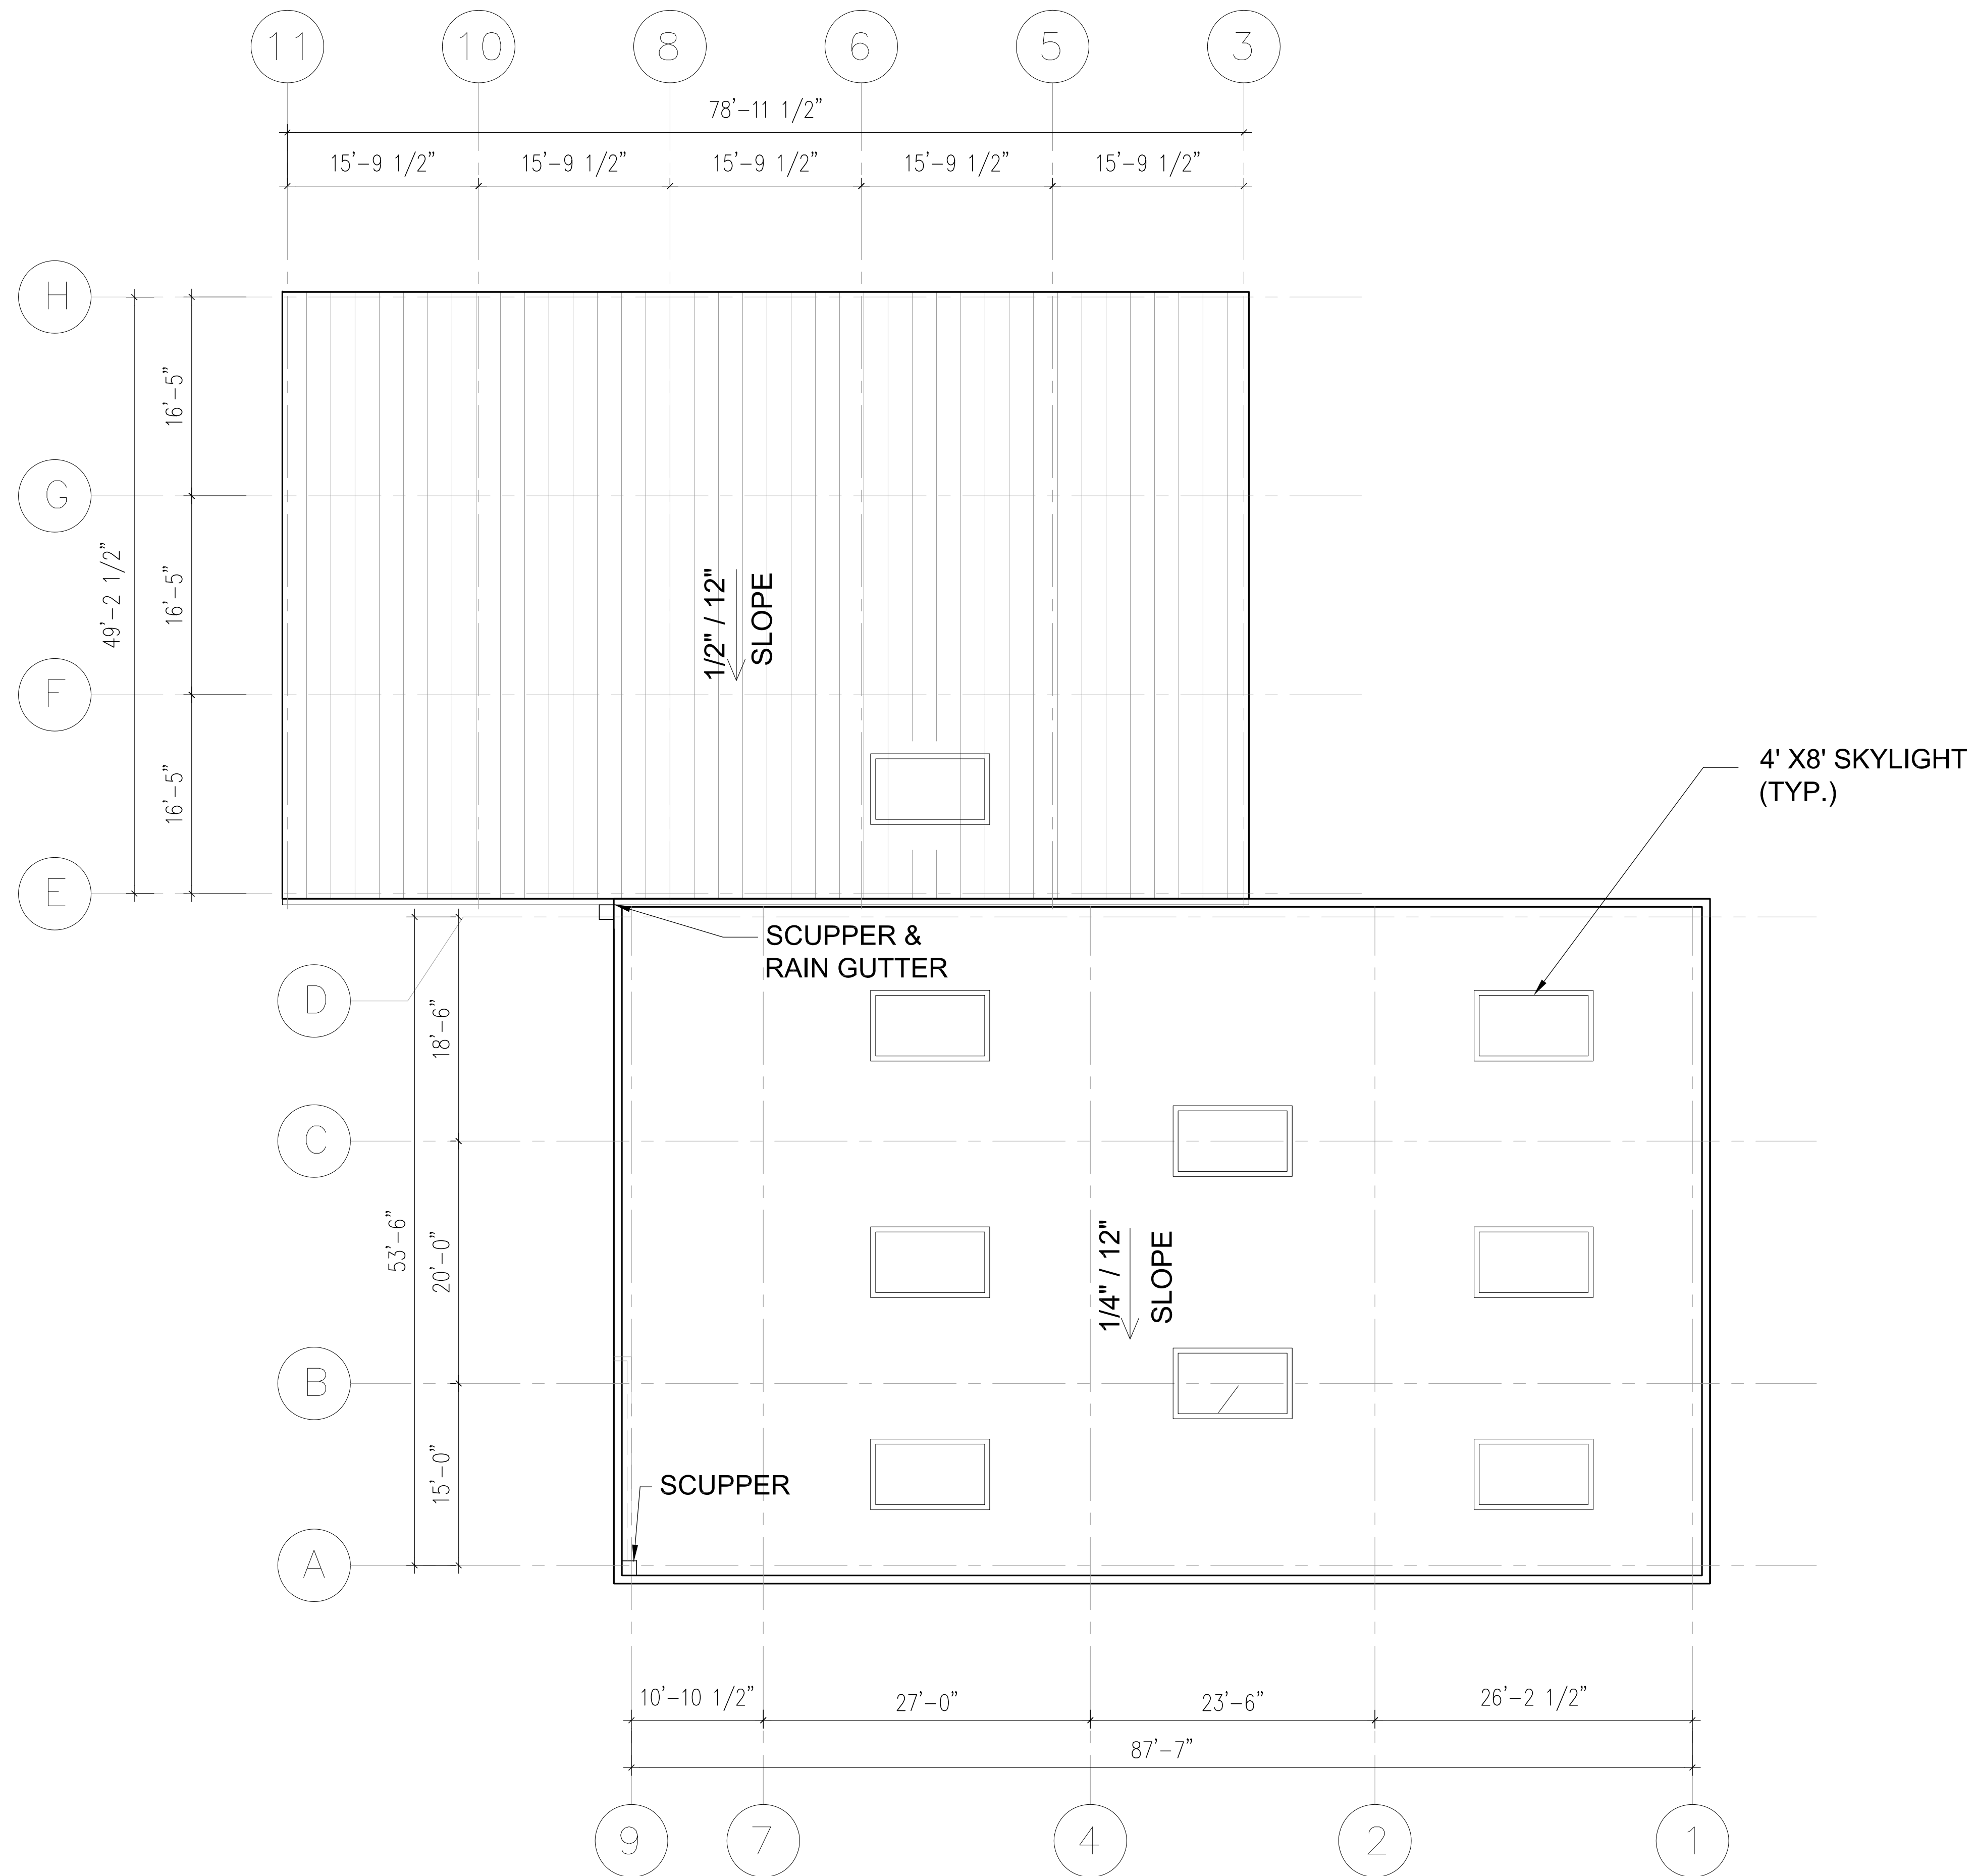 11 10 8 6 5 3
78'-11 1/2"
15'-9 1/2" 15'-9 1/2" 15'-9 1/2" 15'-9 1/2" 15'-9 1/2"
H
16'-5"
G
49'-2 1/2"
16'-5"
1/2" / 12"
SLOPE
F
16'-5"
4' X8' SKYLIGHT
(TYP.)
E
SCUPPER &
RAIN GUTTER
D
18'-6"
C
53'-6"
20'-0"
1/4" / 12"
SLOPE
B
15'-0"
SCUPPER
A
10'-10 1/2" 27'-0" 23'-6" 26'-2 1/2"
87'-7"
9 7 4 2 1